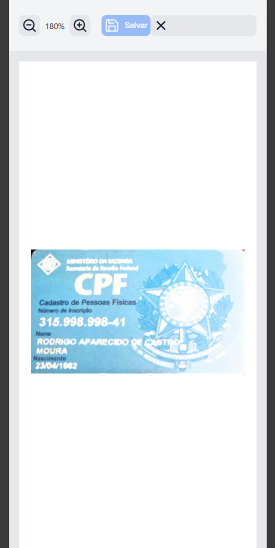 180%
Salvar
MINISTÉRIO DA FAZENDA
Secretaria da Receita Federal
CPF
Cadastro de Pessoas Físicas
Número de Inscrição
315.998.998-41
Nome
RODRIGO APARECIDO DE CASTRO
MOURA
Nascimento
23/04/1982